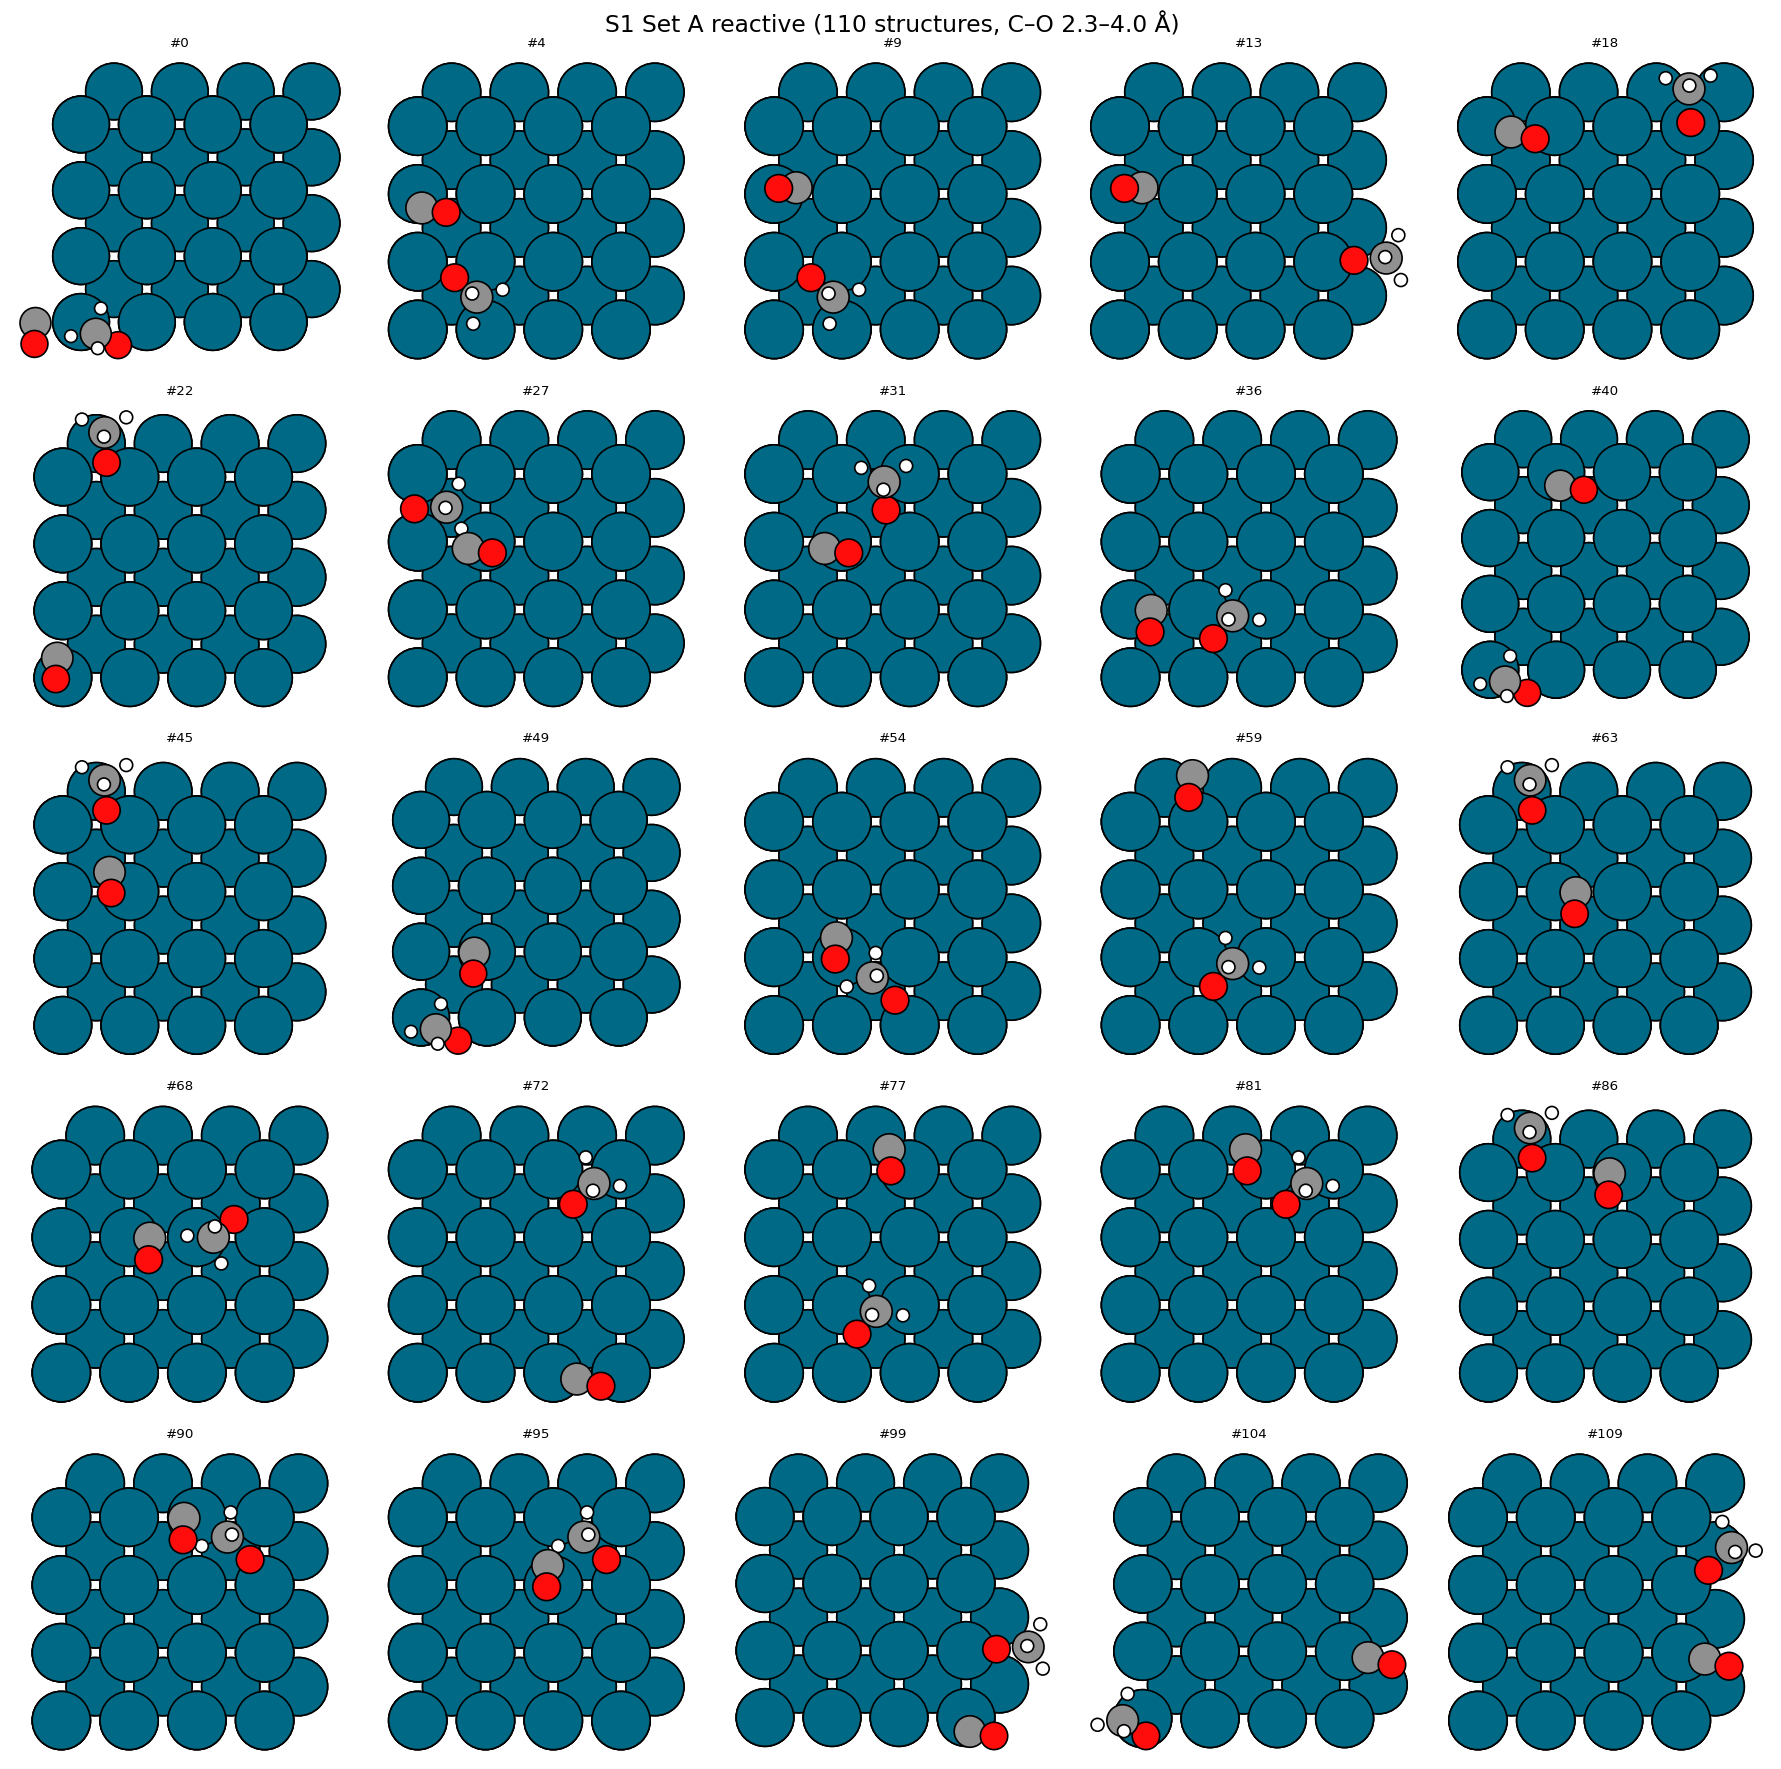 S1 Set A reactive (110 structures, C–O 2.3–4.0 Å)
#0 #4 #9 #13 #18
#22 #27 #31 #36 #40
#45 #49 #54 #59 #63
#68 #72 #77 #81 #86
#90 #95 #99 #104 #109